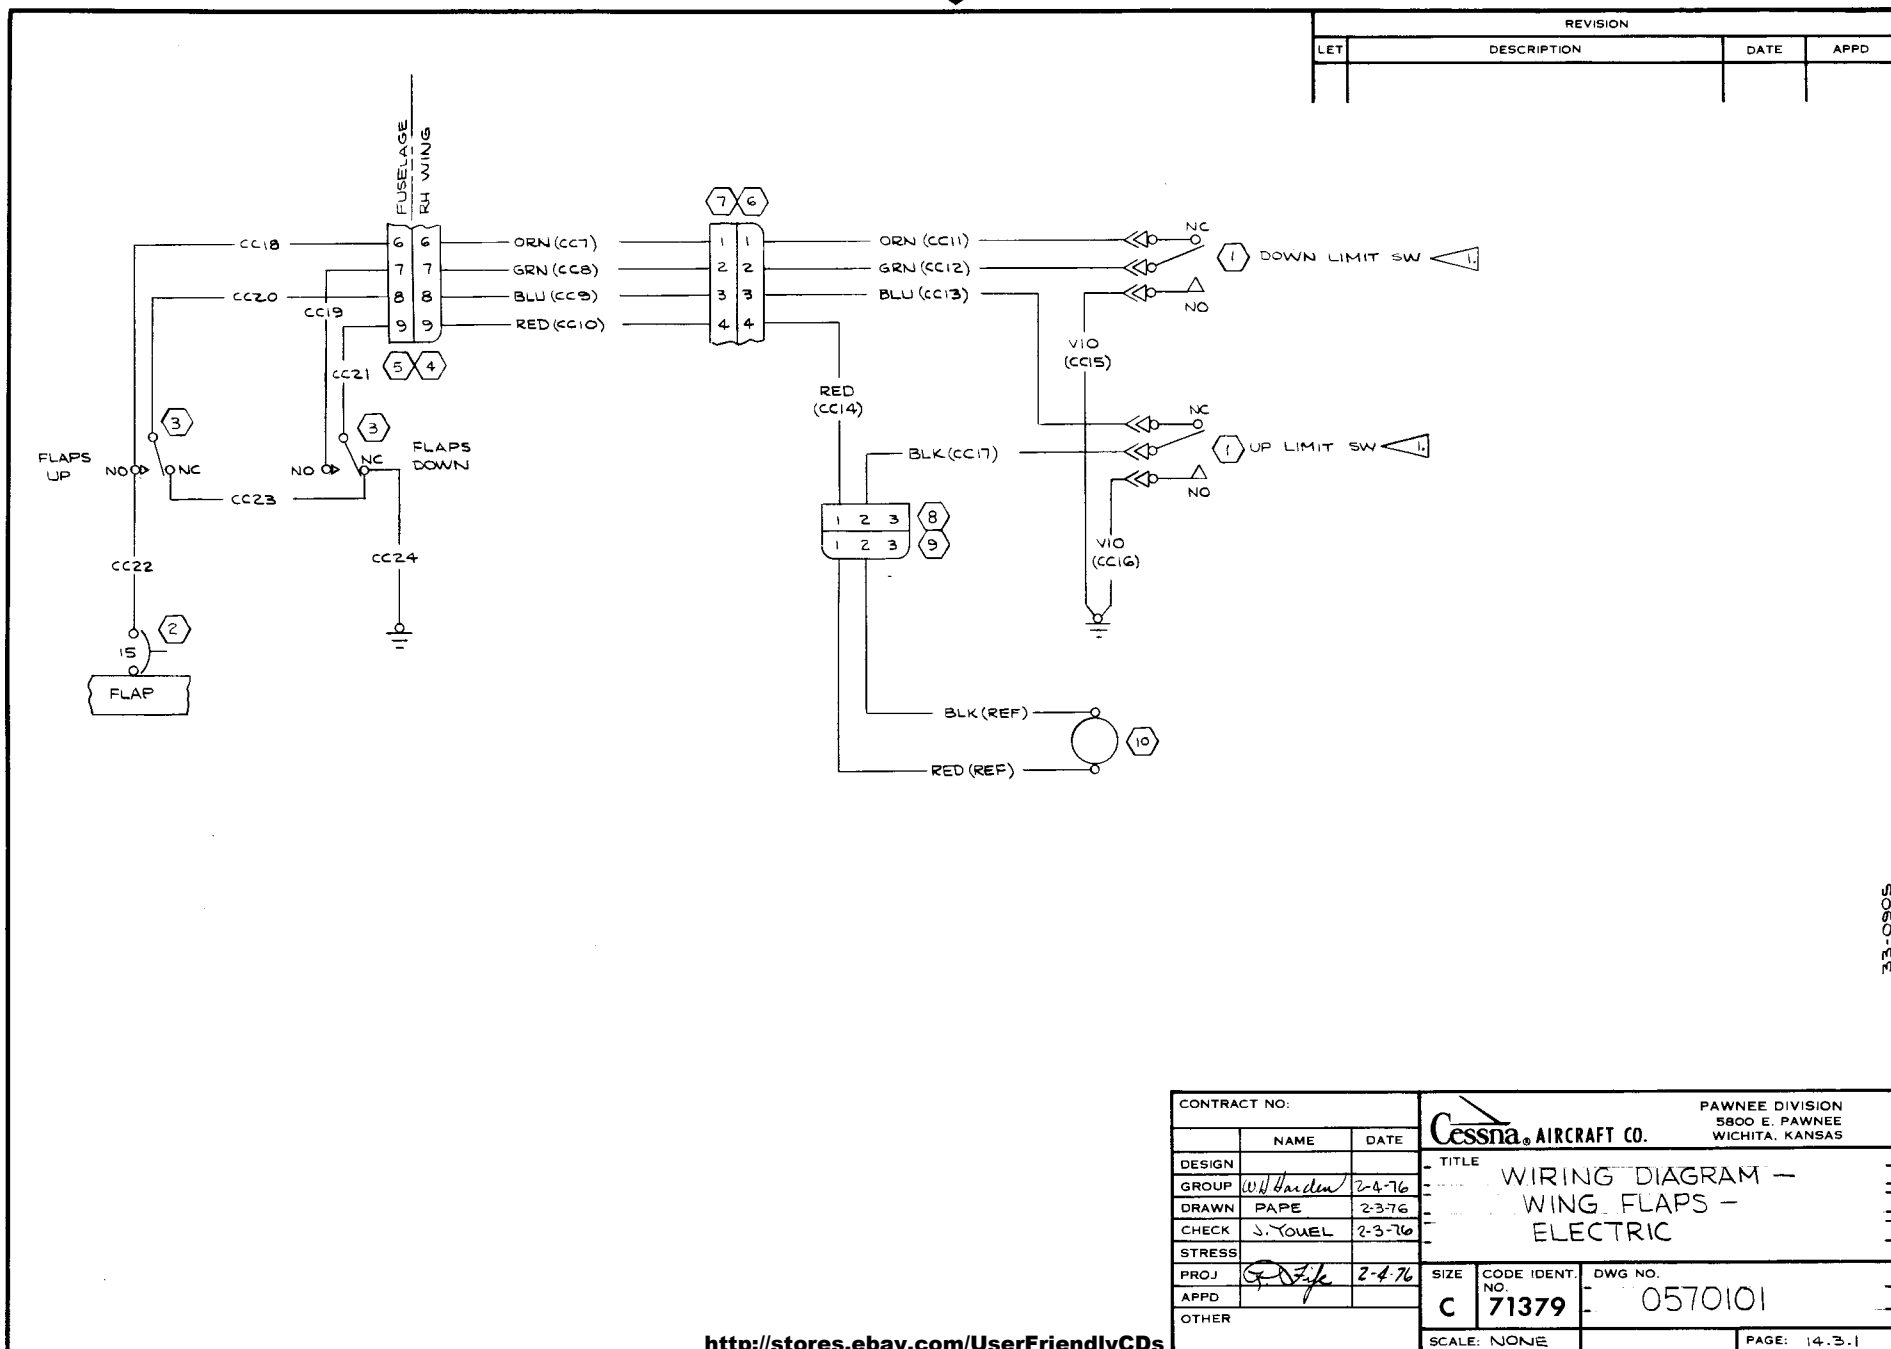 REVISION
LET DESCRIPTION DATE APPD
FUSELAGE
RH WING
7 6
CC18 6 6 ORN (CC7) 1 1 ORN (CC11) NC
7 7 GRN (CC8) 2 2 GRN (CC12) 1 DOWN LIMIT SW 1.
CC20 8 8 BLU (CC9) 3 3 BLU (CC13) NO
CC19
9 9 RED (CC10) 4 4
5 4
CC21
VIO
(CC15)
RED
(CC14)
3 3
FLAPS
UP
NO NC
NO NC
FLAPS
DOWN
NC
BLK (CC17) 1 UP LIMIT SW 1.
NO
CC23
1 2 3 8
1 2 3 9
CC22
CC24
VIO
(CC16)
2
15
FLAP
BLK (REF)
10
RED (REF)
33-0905
CONTRACT NO:
NAME DATE
DESIGN
GROUP W.H. Harden 2-4-76
DRAWN PAPE 2-3-76
CHECK J. YOUEL 2-3-76
STRESS
PROJ 2-4-76
APPD
OTHER
Cessna® AIRCRAFT CO.
PAWNEE DIVISION
5800 E. PAWNEE
WICHITA, KANSAS
TITLE
WIRING DIAGRAM –
WING FLAPS –
ELECTRIC
SIZE
C
CODE IDENT.
NO.
71379
DWG NO.
0570101
SCALE: NONE
PAGE: 14.3.1
http://stores.ebay.com/UserFriendlyCDs